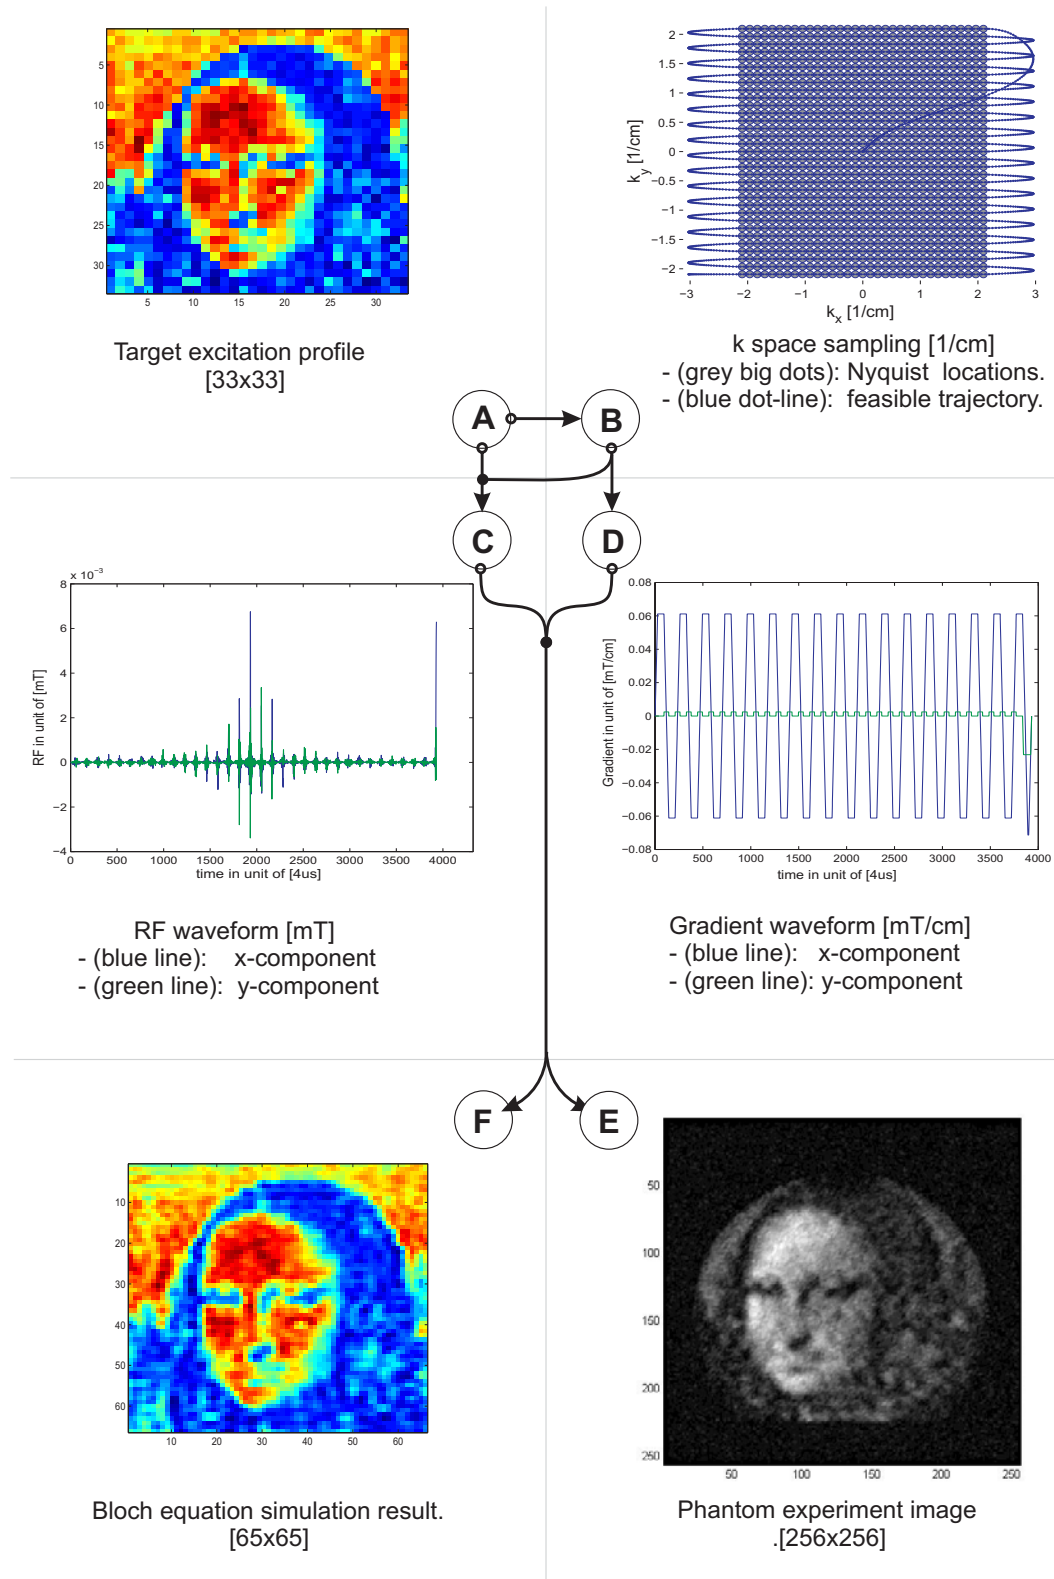 5
10
15
20
25
30
5 10 15 20 25 30
Target excitation profile
[33x33]
2
1.5
1
0.5
0
−0.5
−1
−1.5
−2
k_y [1/cm]
−3 −2 −1 0 1 2 3
k_x [1/cm]
k space sampling [1/cm]
- (grey big dots): Nyquist locations.
- (blue dot-line): feasible trajectory.
A B
C D
x 10^−3
8
6
4
2
0
−2
−4
RF in unit of [mT]
0 500 1000 1500 2000 2500 3000 3500 4000
time in unit of [4us]
RF waveform [mT]
- (blue line): x-component
- (green line): y-component
0.08
0.06
0.04
0.02
0
−0.02
−0.04
−0.06
−0.08
Gradient in unit of [mT/cm]
0 500 1000 1500 2000 2500 3000 3500 4000
time in unit of [4us]
Gradient waveform [mT/cm]
- (blue line): x-component
- (green line): y-component
F E
10
20
30
40
50
60
10 20 30 40 50 60
Bloch equation simulation result.
[65x65]
50
100
150
200
250
50 100 150 200 250
Phantom experiment image
.[256x256]